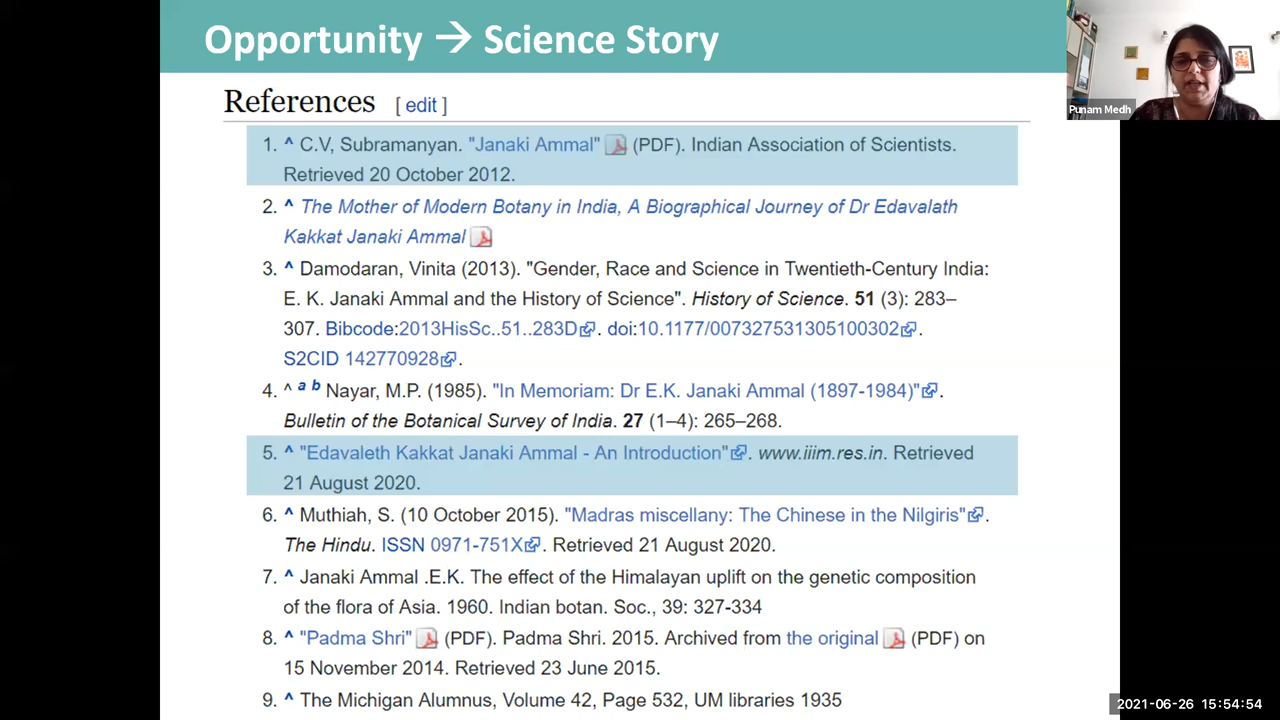 Opportunity → Science Story
Punam Medh
References [ edit ]
1. ^ C.V, Subramanyan. "Janaki Ammal" (PDF). Indian Association of Scientists.
Retrieved 20 October 2012.
2. ^ The Mother of Modern Botany in India, A Biographical Journey of Dr Edavalath
Kakkat Janaki Ammal
3. ^ Damodaran, Vinita (2013). "Gender, Race and Science in Twentieth-Century India:
E. K. Janaki Ammal and the History of Science". History of Science. 51 (3): 283–
307. Bibcode:2013HisSc..51..283D. doi:10.1177/007327531305100302.
S2CID 142770928.
4. ^ a b Nayar, M.P. (1985). "In Memoriam: Dr E.K. Janaki Ammal (1897-1984)".
Bulletin of the Botanical Survey of India. 27 (1–4): 265–268.
5. ^ "Edavaleth Kakkat Janaki Ammal - An Introduction". www.iiim.res.in. Retrieved
21 August 2020.
6. ^ Muthiah, S. (10 October 2015). "Madras miscellany: The Chinese in the Nilgiris".
The Hindu. ISSN 0971-751X. Retrieved 21 August 2020.
7. ^ Janaki Ammal .E.K. The effect of the Himalayan uplift on the genetic composition
of the flora of Asia. 1960. Indian botan. Soc., 39: 327-334
8. ^ "Padma Shri" (PDF). Padma Shri. 2015. Archived from the original (PDF) on
15 November 2014. Retrieved 23 June 2015.
9. ^ The Michigan Alumnus, Volume 42, Page 532, UM libraries 1935
2021-06-26 15:54:54